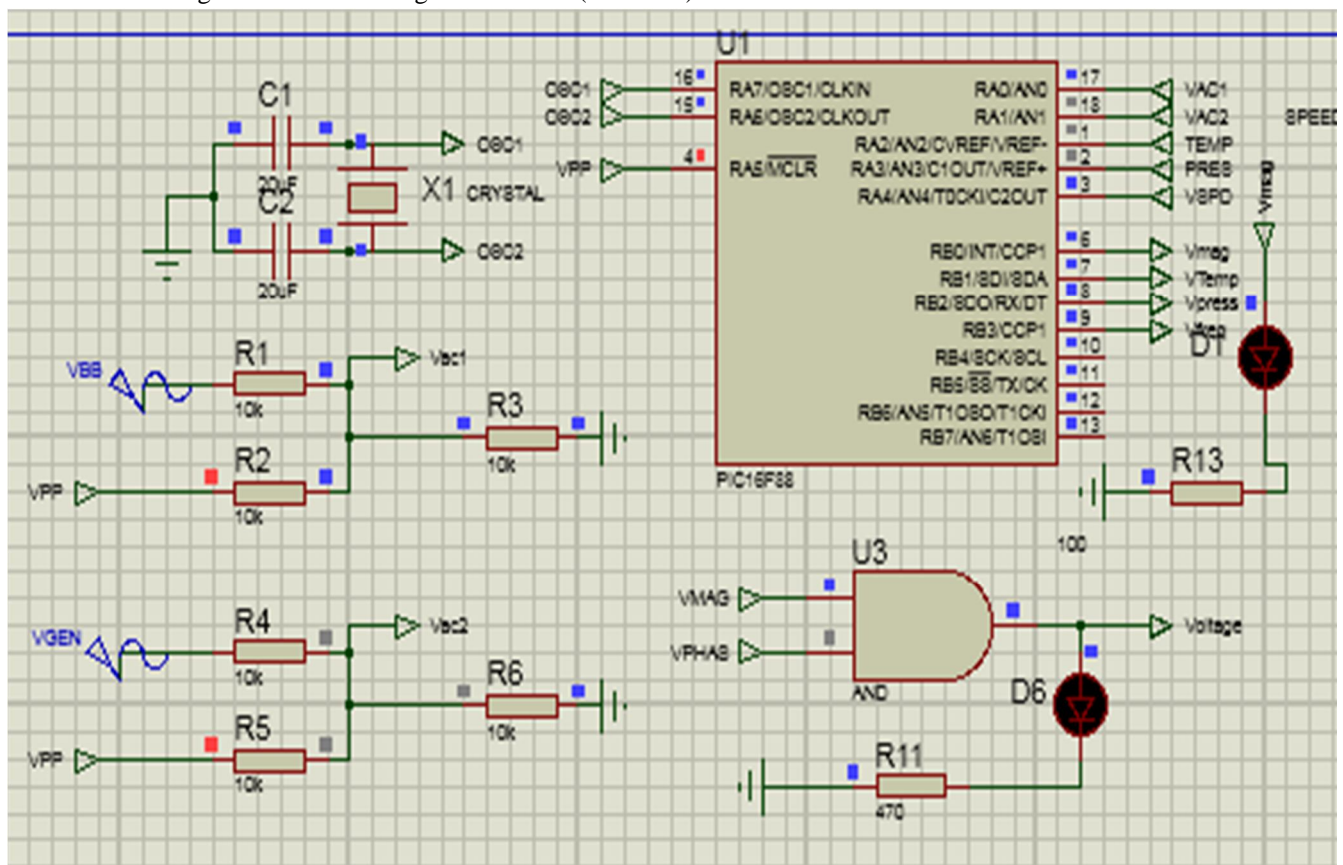 U1
C1
20uF
C2
20uF
X1 CRYSTAL
OSC1
OSC2
OSC1
OSC2
VPP
16
15
4
RA7/OSC1/CLKIN
RA6/OSC2/CLKOUT
RA5/MCLR
RA0/AN0
RA1/AN1
RA2/AN2/CVREF/VREF-
RA3/AN3/C1OUT/VREF+
RA4/AN4/T0CKI/C2OUT
RB0/INT/CCP1
RB1/SDI/SDA
RB2/SDO/RX/DT
RB3/CCP1
RB4/SCK/SCL
RB5/SS/TX/CK
RB6/AN5/T1OSO/T1CKI
RB7/AN6/T1OSI
17
18
1
2
3
6
7
8
9
10
11
12
13
VAC1
VAC2
TEMP
PRES
VSPD
Vmag
VTemp
Vpress
PIC16F88
SPEED
Vmag
D1
R13
100
VBB
R1
10k
Vac1
R3
10k
VPP
R2
10k
VGEN
R4
10k
Vac2
R6
10k
VPP
R5
10k
U3
VMAG
VPHAS
AND
Voltage
D6
R11
470